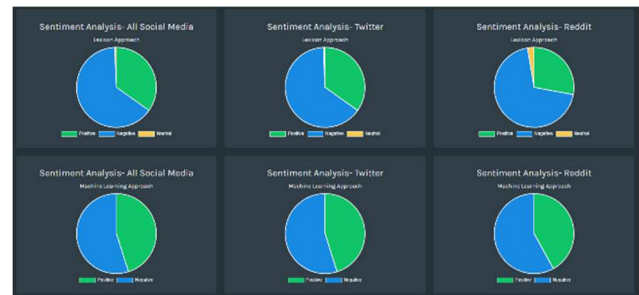 Sentiment Analysis- All Social Media
Lexicon Approach
Positive Negative Neutral
Sentiment Analysis- Twitter
Lexicon Approach
Positive Negative Neutral
Sentiment Analysis- Reddit
Lexicon Approach
Positive Negative Neutral
Sentiment Analysis- All Social Media
Machine Learning Approach
Positive Negative
Sentiment Analysis- Twitter
Machine Learning Approach
Positive Negative
Sentiment Analysis- Reddit
Machine Learning Approach
Positive Negative